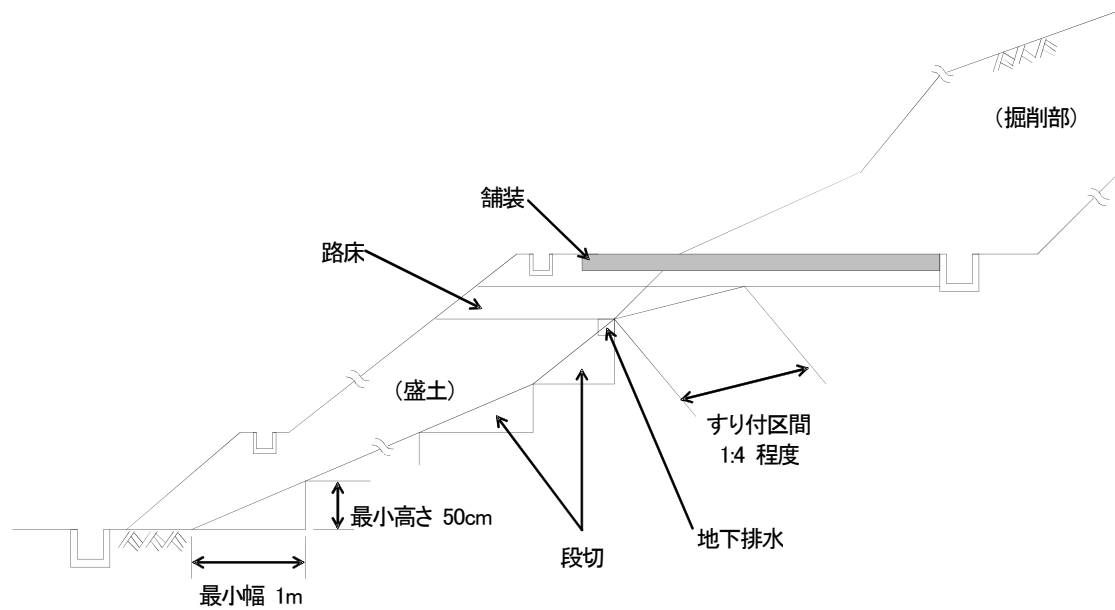 （掘削部）
舗装
路床
（盛土）
すり付区間
1:4 程度
最小高さ 50cm
地下排水
段切
最小幅 1m